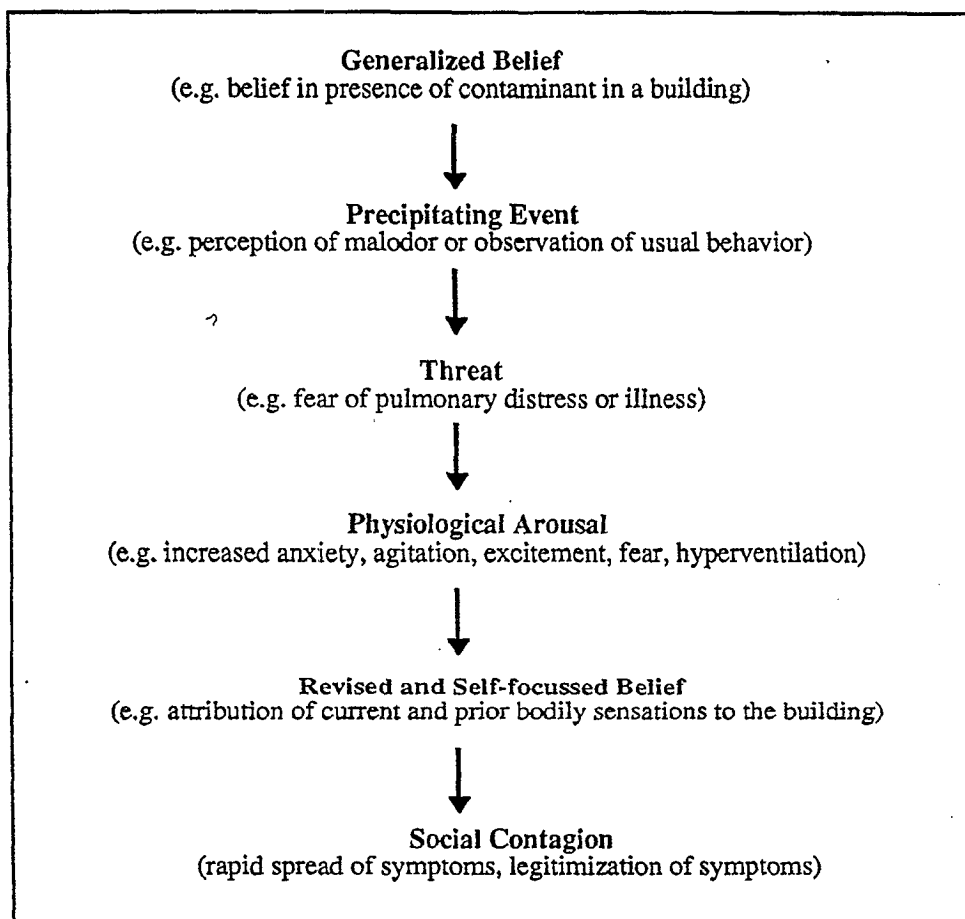 Generalized Belief
(e.g. belief in presence of contaminant in a building)
Precipitating Event
(e.g. perception of malodor or observation of usual behavior)
Threat
(e.g. fear of pulmonary distress or illness)
Physiological Arousal
(e.g. increased anxiety, agitation, excitement, fear, hyperventilation)
Revised and Self-focussed Belief
(e.g. attribution of current and prior bodily sensations to the building)
Social Contagion
(rapid spread of symptoms, legitimization of symptoms)